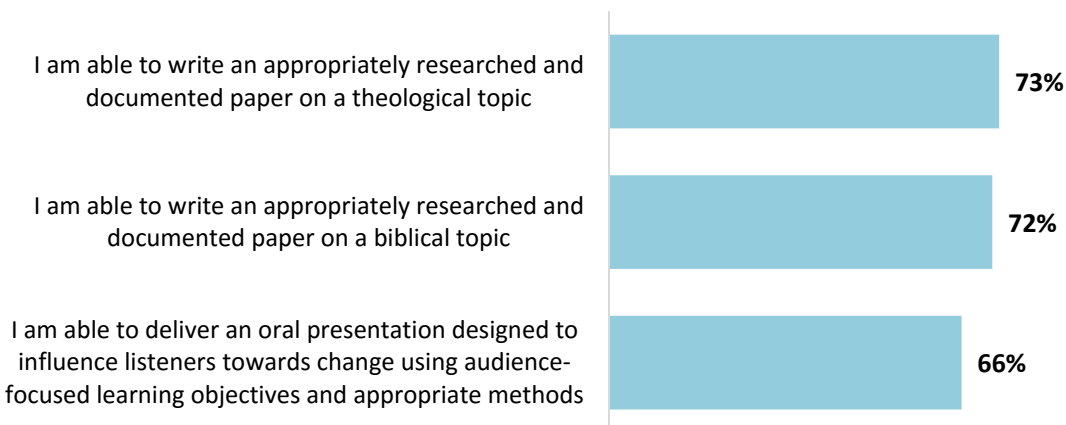 I am able to write an appropriately researched and
documented paper on a theological topic
73%
I am able to write an appropriately researched and
documented paper on a biblical topic
72%
I am able to deliver an oral presentation designed to
influence listeners towards change using audience-
focused learning objectives and appropriate methods
66%